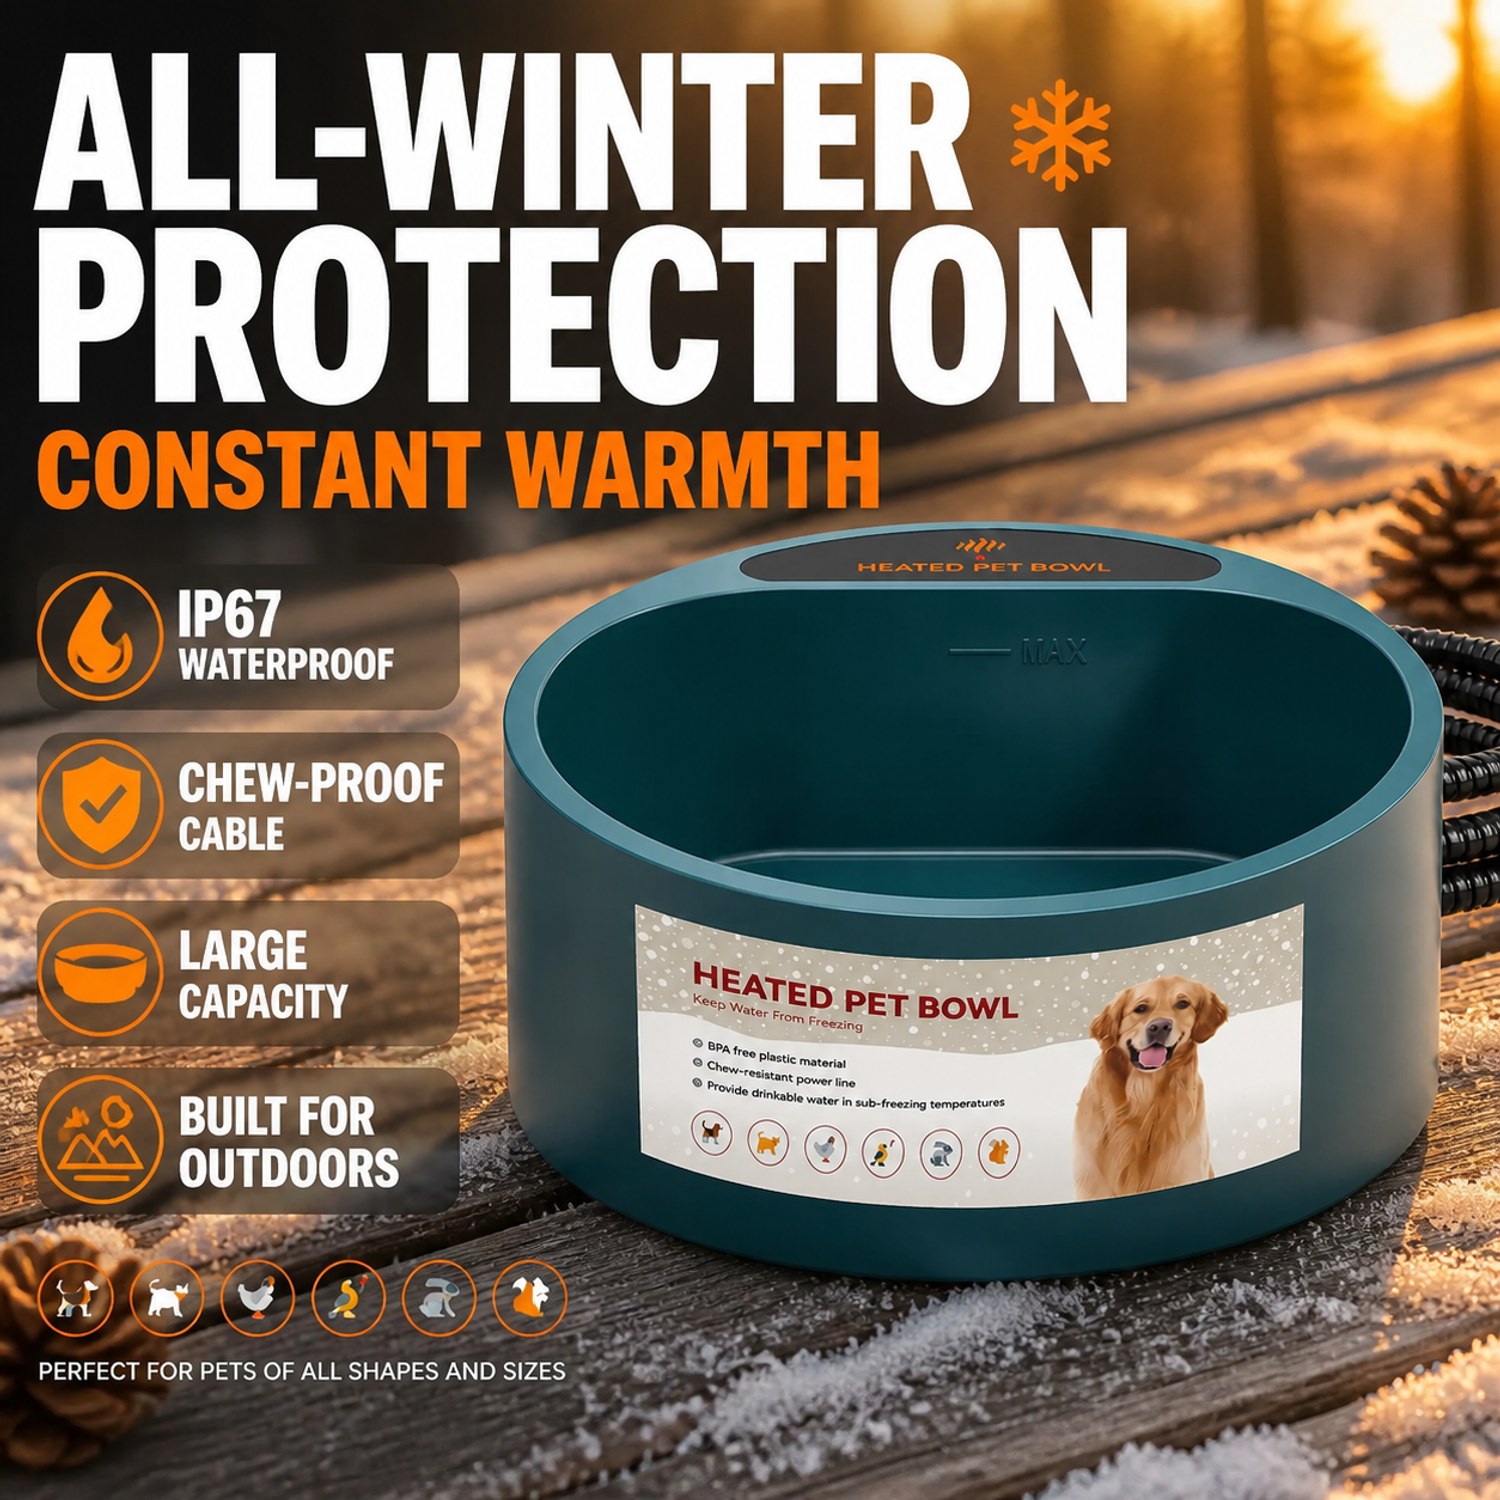 ALL-WINTER
PROTECTION
CONSTANT WARMTH
IP67
WATERPROOF
CHEW-PROOF
CABLE
LARGE
CAPACITY
BUILT FOR
OUTDOORS
PERFECT FOR PETS OF ALL SHAPES AND SIZES
HEATED PET BOWL
MAX
HEATED PET BOWL
Keep Water From Freezing
BPA free plastic material
Chew-resistant power line
Provide drinkable water in sub-freezing temperatures